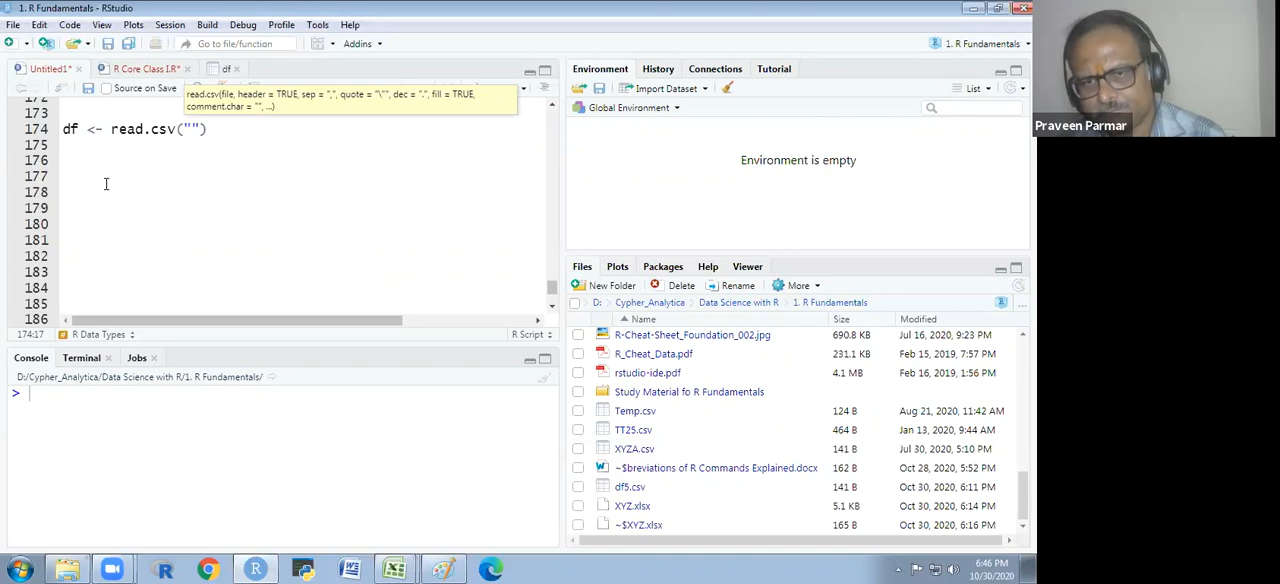 1. R Fundamentals - RStudio
File Edit Code View Plots Session Build Debug Profile Tools Help
Go to file/function Addins 1. R Fundamentals
Untitled1* R Core Class I.R* df
Source on Save
read.csv(file, header = TRUE, sep = ",", quote = "\"", dec = ".", fill = TRUE,
comment.char = "", ...)
172
173
174 df <- read.csv("")
175
176
177
178
179
180
181
182
183
184
185
186
174:17 R Data Types R Script
Console Terminal Jobs
D:/Cypher_Analytica/Data Science with R/1. R Fundamentals/
>
Environment History Connections Tutorial
Import Dataset List
Global Environment
Environment is empty
Files Plots Packages Help Viewer
New Folder Delete Rename More
D: Cypher_Analytica Data Science with R 1. R Fundamentals
Name Size Modified
R-Cheat-Sheet_Foundation_002.jpg 690.8 KB Jul 16, 2020, 9:23 PM
R_Cheat_Data.pdf 231.1 KB Feb 15, 2019, 7:57 PM
rstudio-ide.pdf 4.1 MB Feb 16, 2019, 1:56 PM
Study Material fo R Fundamentals
Temp.csv 124 B Aug 21, 2020, 11:42 AM
TT25.csv 464 B Jan 13, 2020, 9:44 AM
XYZA.csv 141 B Jul 30, 2020, 5:10 PM
~$breviations of R Commands Explained.docx 162 B Oct 28, 2020, 5:52 PM
df5.csv 141 B Oct 30, 2020, 6:11 PM
XYZ.xlsx 5.1 KB Oct 30, 2020, 6:14 PM
~$XYZ.xlsx 165 B Oct 30, 2020, 6:16 PM
6:46 PM
10/30/2020
Praveen Parmar